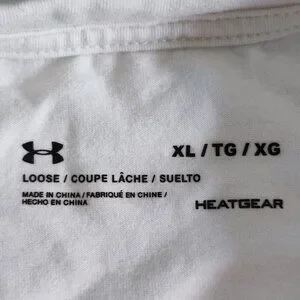 XL / TG / XG
LOOSE / COUPE LÂCHE / SUELTO
MADE IN CHINA / FABRIQUÉ EN CHINE /
HECHO EN CHINA
HEATGEAR